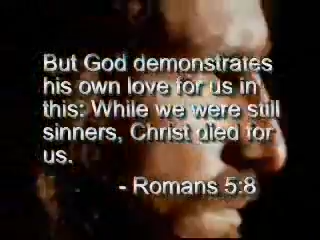 But God demonstrates
his own love for us in
this: While we were still
sinners, Christ died for
us.
- Romans 5:8